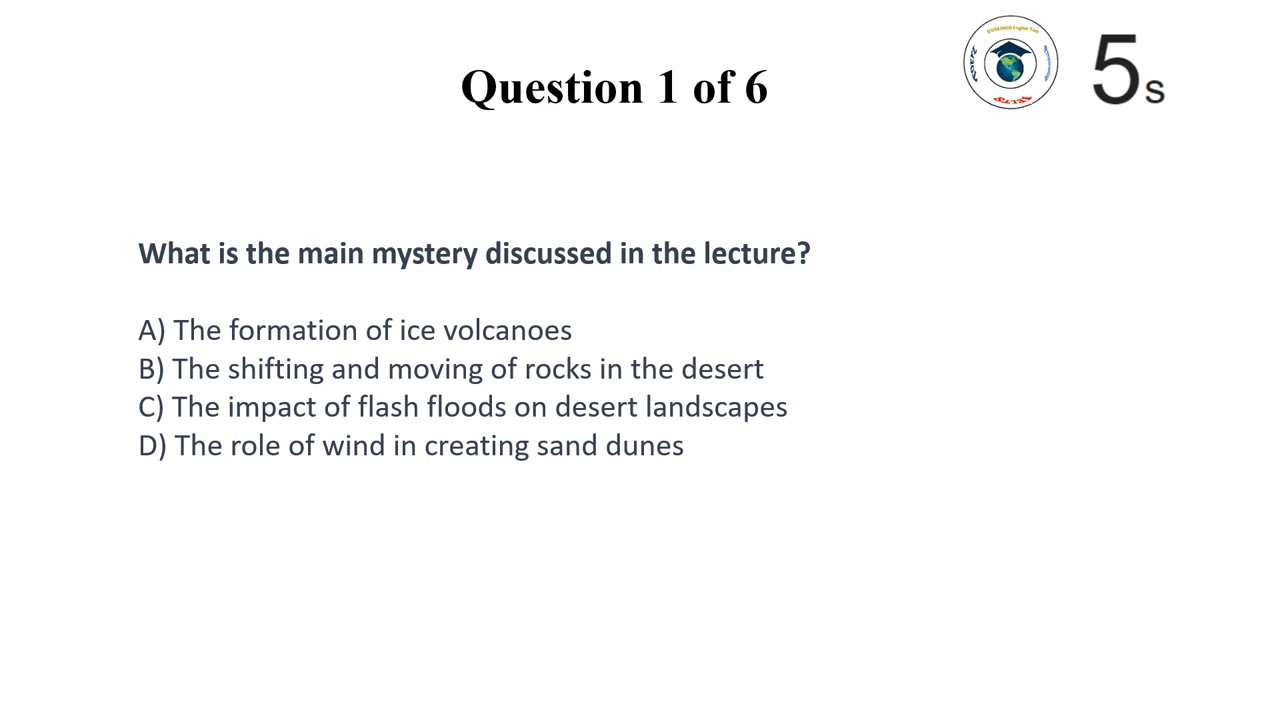 Question 1 of 6
5s
What is the main mystery discussed in the lecture?
A) The formation of ice volcanoes
B) The shifting and moving of rocks in the desert
C) The impact of flash floods on desert landscapes
D) The role of wind in creating sand dunes